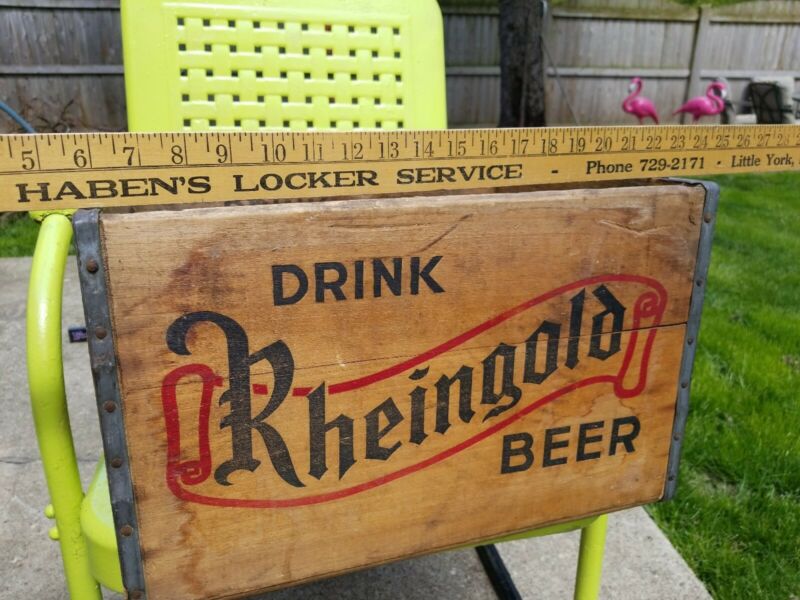 5 6 7 8 9 10 11 12 13 14 15 16 17 18 19 20 21 22 23 24 25 26 27 28
HABEN'S LOCKER SERVICE - Phone 729-2171 · Little York,
DRINK
Rheingold
BEER